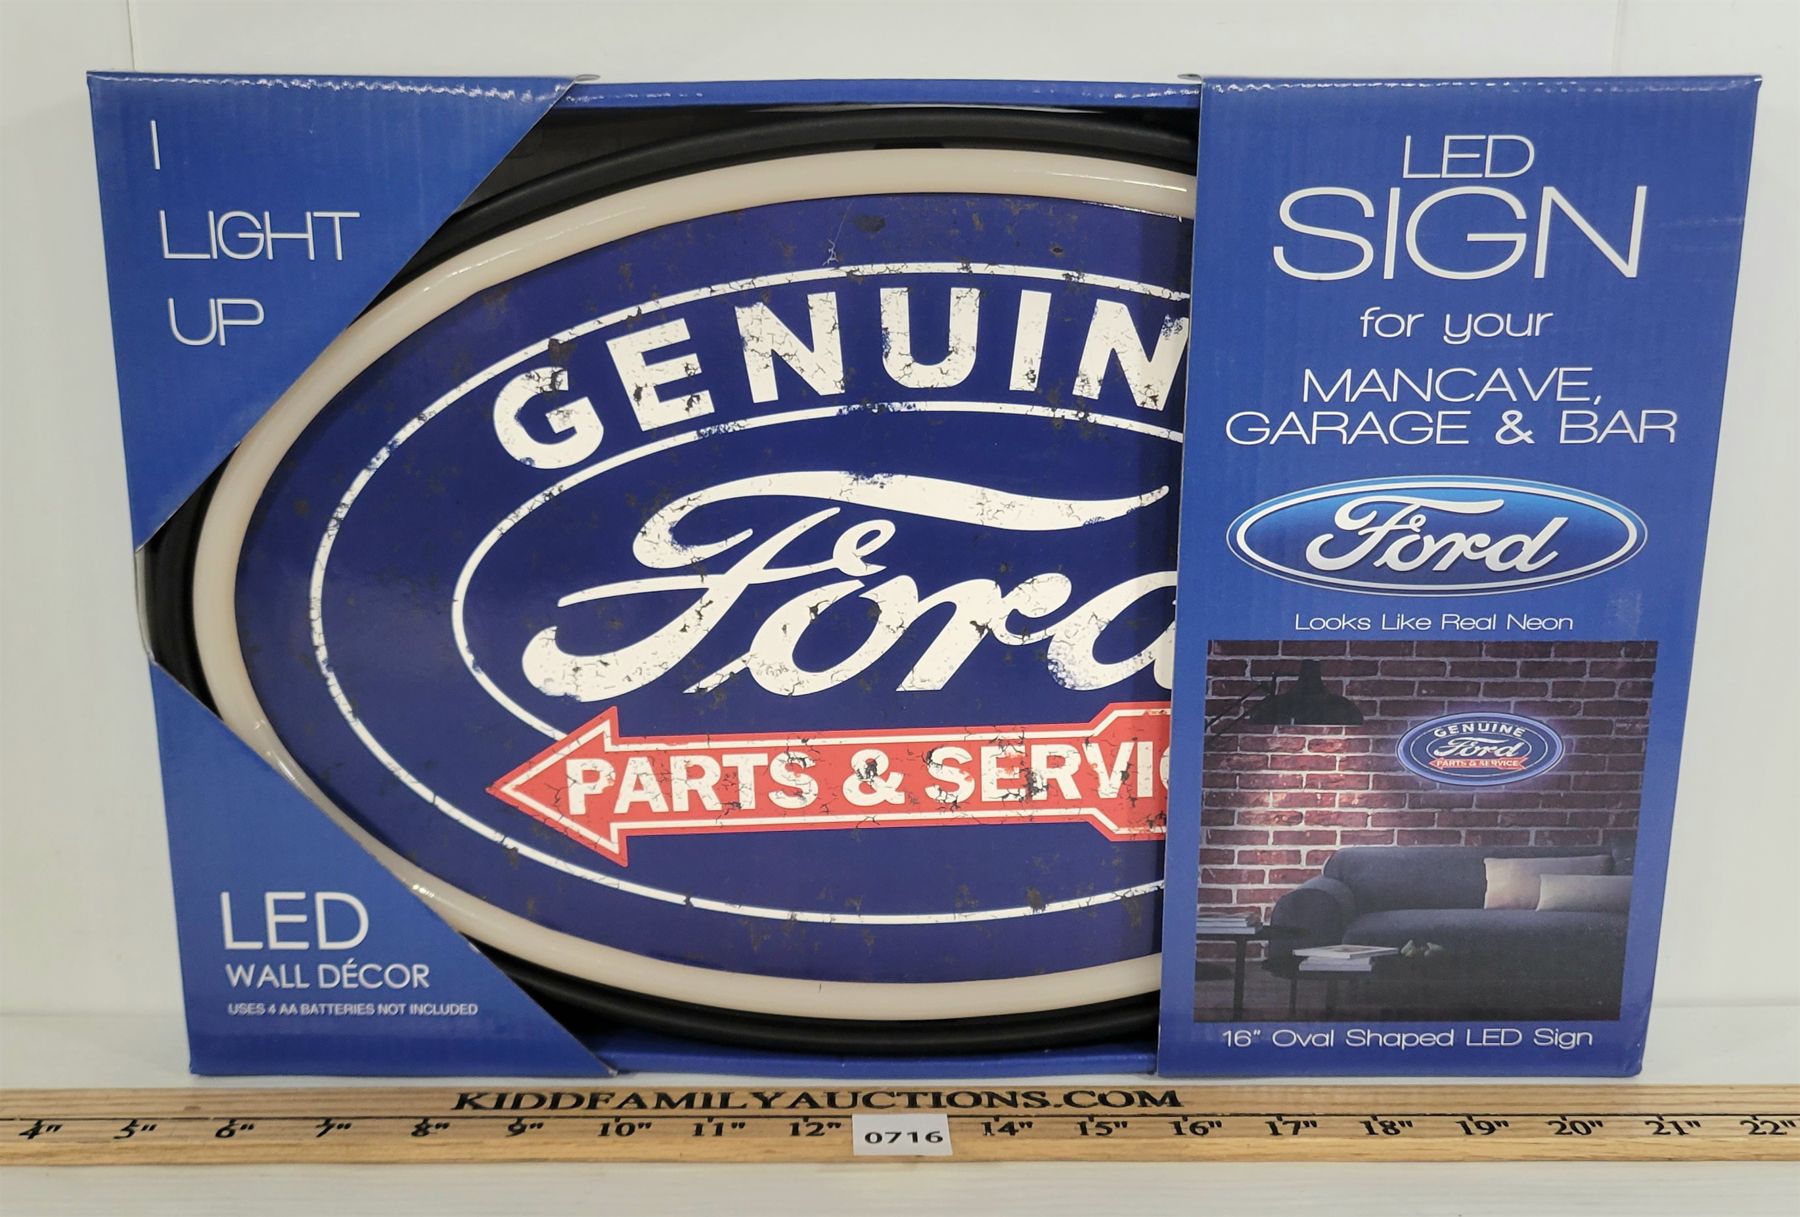 I
LIGHT
UP
LED
WALL DÉCOR
USES 4 AA BATTERIES NOT INCLUDED
GENUIN
Ford
PARTS & SERVIC
LED
SIGN
for your
MANCAVE,
GARAGE & BAR
Ford
Looks Like Real Neon
GENUINE
Ford
PARTS & SERVICE
16" Oval Shaped LED Sign
KIDDFAMILYAUCTIONS.COM
4" 5" 6" 7" 8" 9" 10" 11" 12" 0716 14" 15" 16" 17" 18" 19" 20" 21" 22"